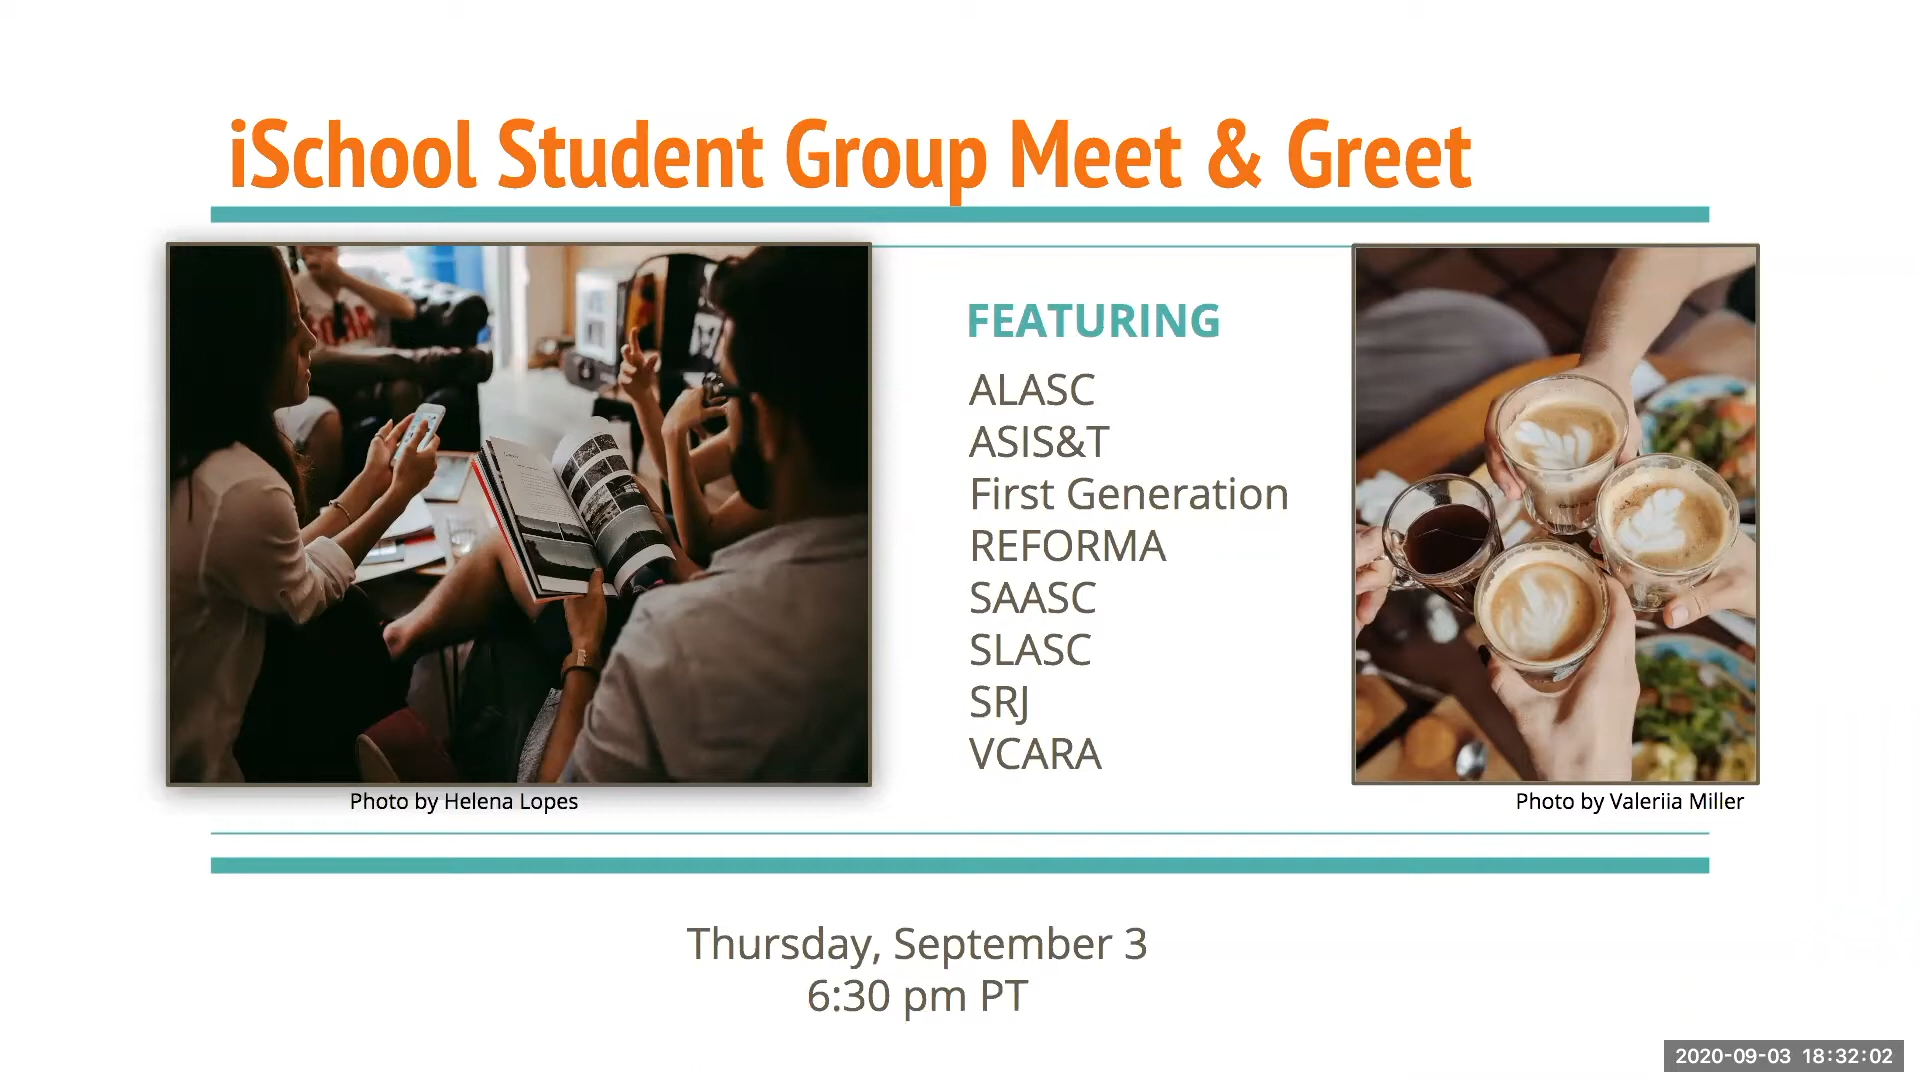 iSchool Student Group Meet & Greet
FEATURING
ALASC
ASIS&T
First Generation
REFORMA
SAASC
SLASC
SRJ
VCARA
Photo by Helena Lopes
Photo by Valeriia Miller
Thursday, September 3
6:30 pm PT
2020-09-03 18:32:02